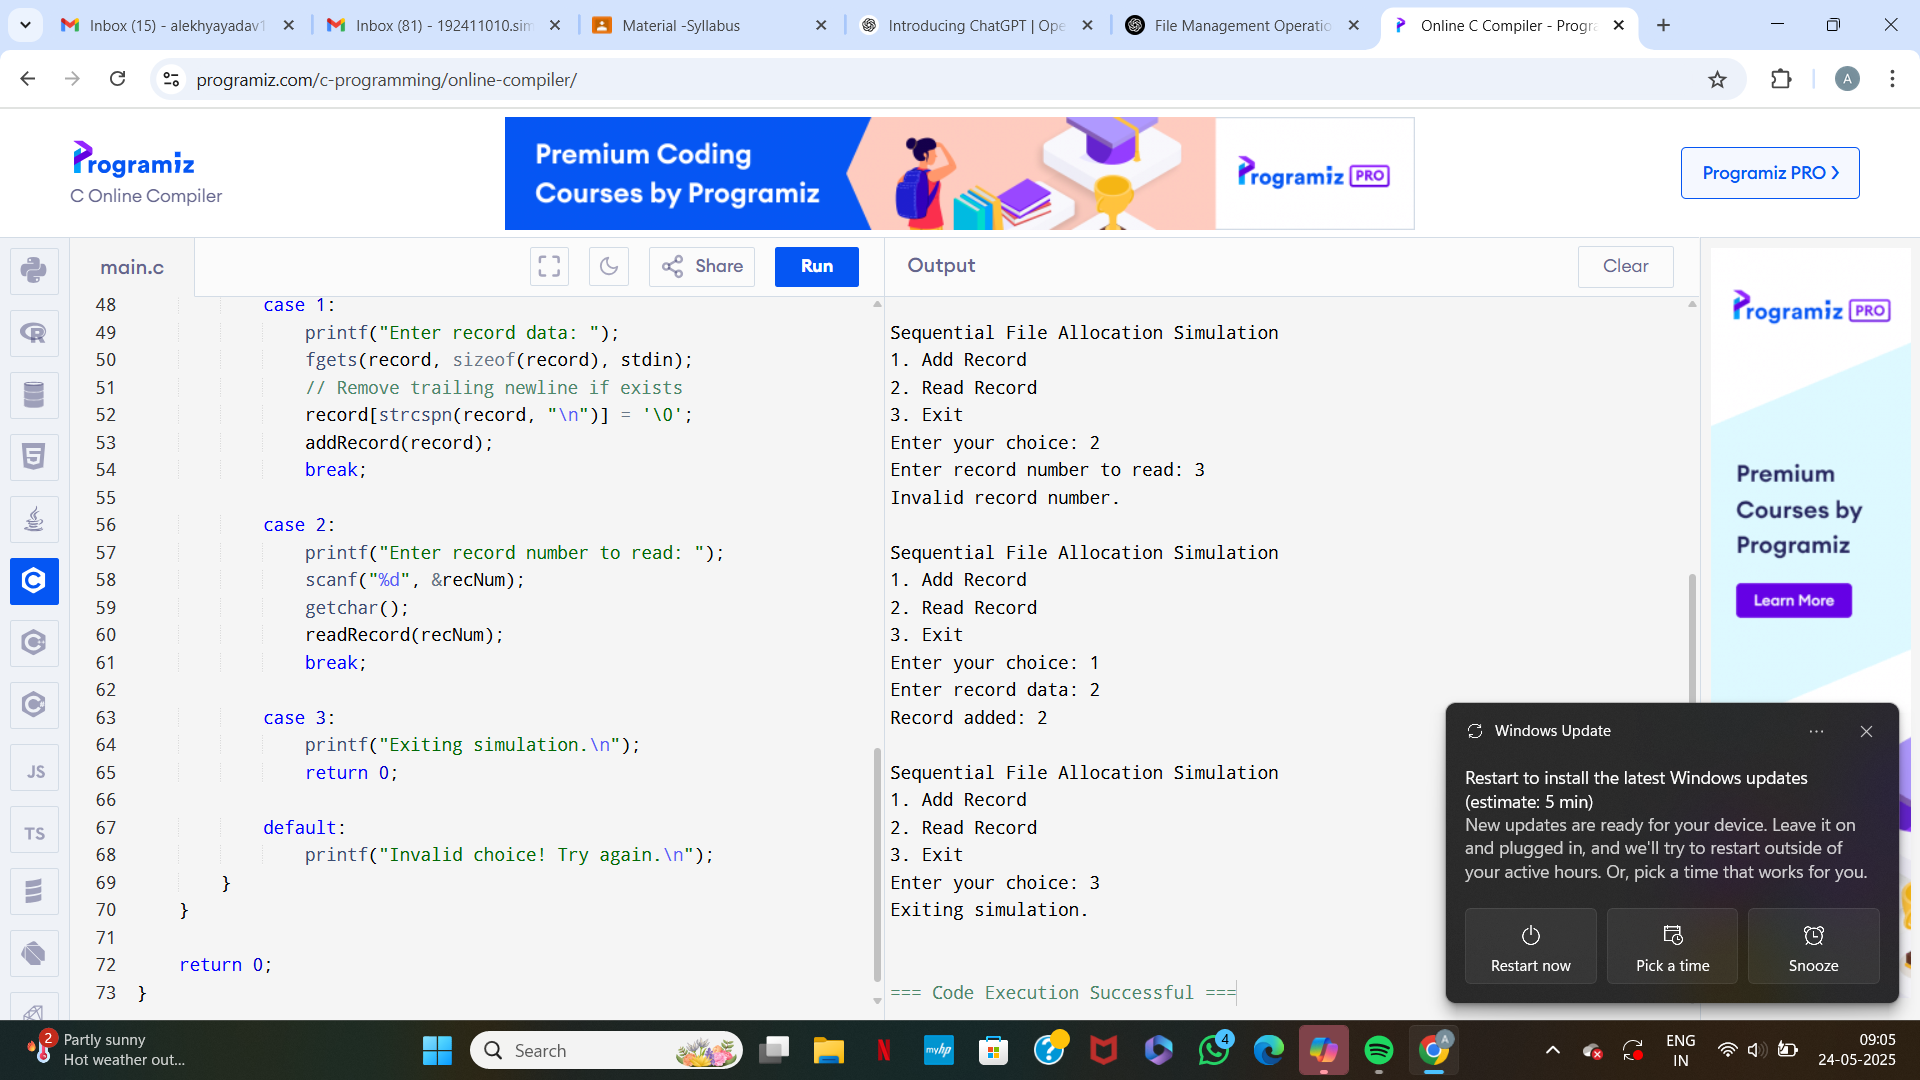 Inbox (15) - alekhyayadav1
Inbox (81) - 192411010.sim
Material -Syllabus
Introducing ChatGPT | Ope
File Management Operatio
Online C Compiler - Progra
programiz.com/c-programming/online-compiler/
A
Programiz
C Online Compiler
Premium Coding
Courses by Programiz
Programiz PRO
Programiz PRO >
main.c
Share
Run
Output
Clear
48 case 1:
49 printf("Enter record data: ");
50 fgets(record, sizeof(record), stdin);
51 // Remove trailing newline if exists
52 record[strcspn(record, "\n")] = '\0';
53 addRecord(record);
54 break;
55
56 case 2:
57 printf("Enter record number to read: ");
58 scanf("%d", &recNum);
59 getchar();
60 readRecord(recNum);
61 break;
62
63 case 3:
64 printf("Exiting simulation.\n");
65 return 0;
66
67 default:
68 printf("Invalid choice! Try again.\n");
69 }
70 }
71
72 return 0;
73 }
Sequential File Allocation Simulation
1. Add Record
2. Read Record
3. Exit
Enter your choice: 2
Enter record number to read: 3
Invalid record number.
Sequential File Allocation Simulation
1. Add Record
2. Read Record
3. Exit
Enter your choice: 1
Enter record data: 2
Record added: 2
Sequential File Allocation Simulation
1. Add Record
2. Read Record
3. Exit
Enter your choice: 3
Exiting simulation.
=== Code Execution Successful ===
Programiz PRO
Premium
Courses by
Programiz
Learn More
JS
TS
Windows Update
Restart to install the latest Windows updates
(estimate: 5 min)
New updates are ready for your device. Leave it on
and plugged in, and we'll try to restart outside of
your active hours. Or, pick a time that works for you.
Restart now
Pick a time
Snooze
2
Partly sunny
Hot weather out...
Search
N
myhp
4
A
ENG
IN
09:05
24-05-2025